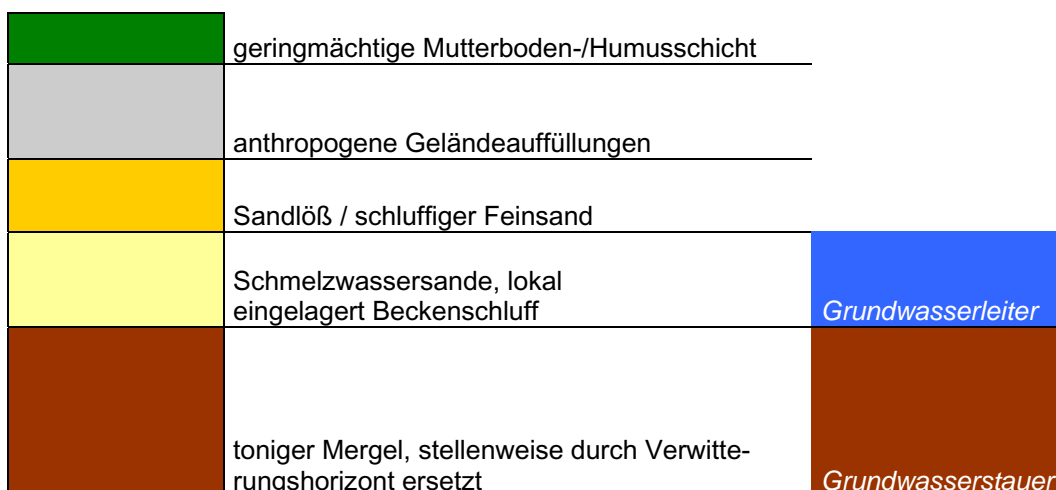 geringmächtige Mutterboden-/Humusschicht
anthropogene Geländeauffüllungen
Sandlöß / schluffiger Feinsand
Schmelzwassersande, lokal
eingelagert Beckenschluff
Grundwasserleiter
toniger Mergel, stellenweise durch Verwitte-
rungshorizont ersetzt
Grundwasserstauer